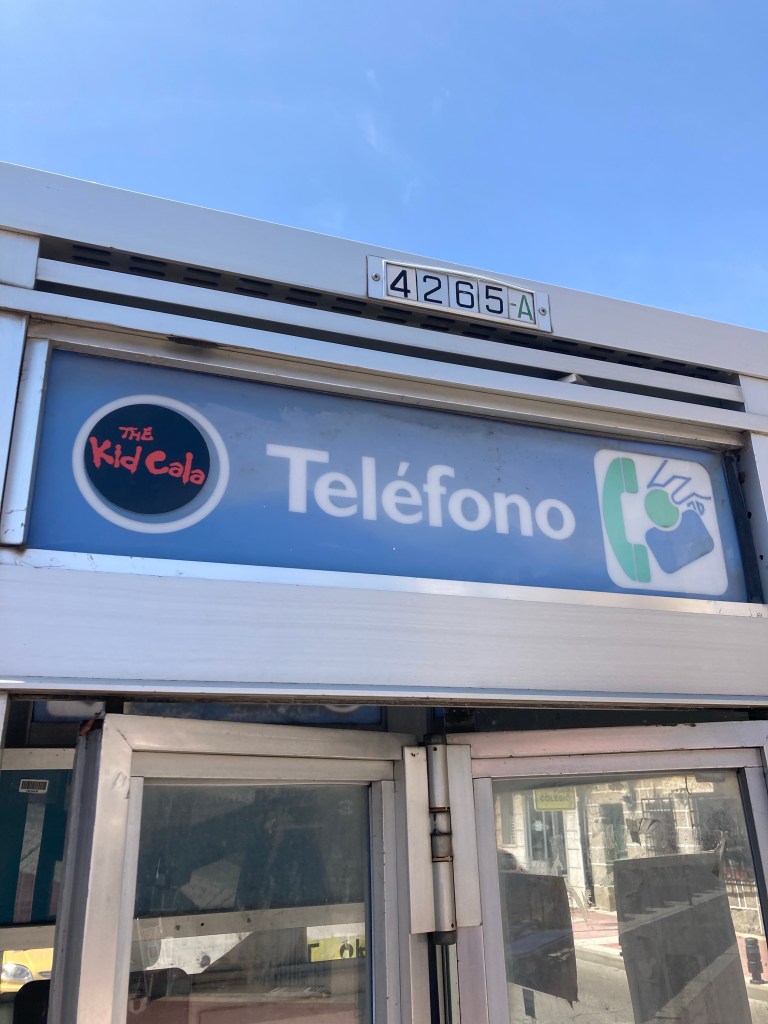 4265-A
THE
Kid Cala
Teléfono